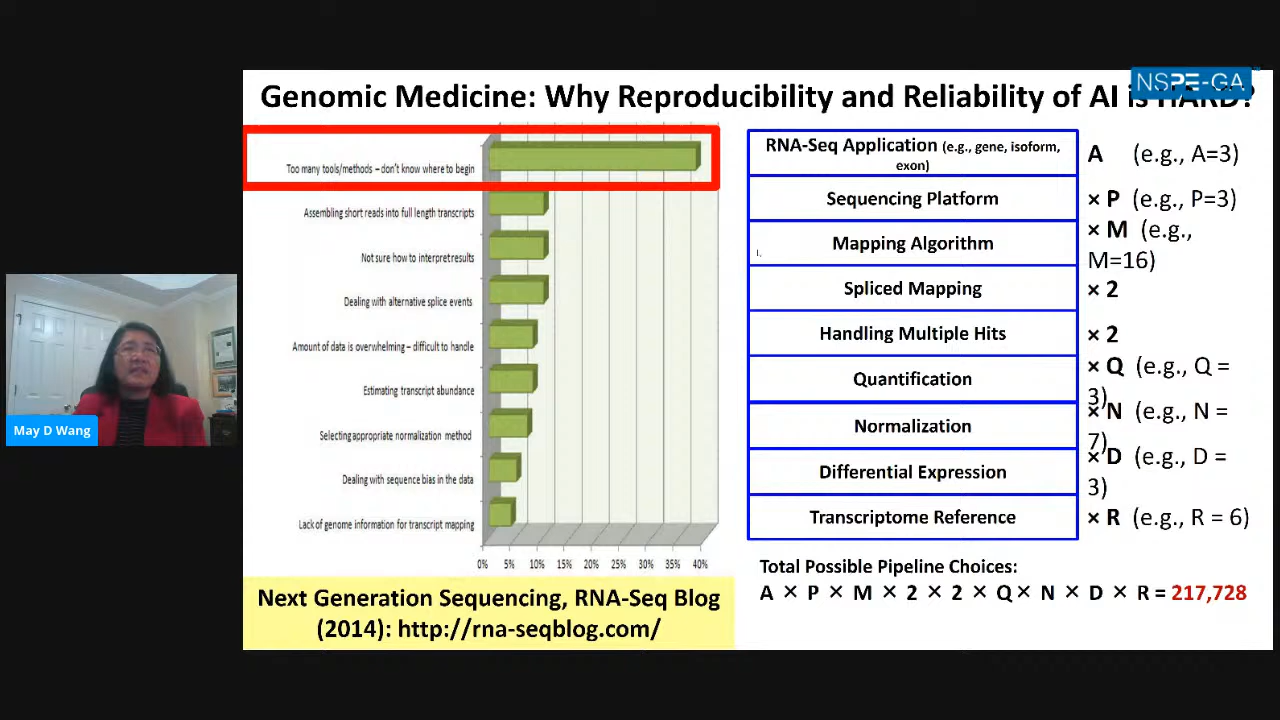 NSPE-GA
Genomic Medicine: Why Reproducibility and Reliability of AI is HARD?
Too many tools/methods – don't know where to begin
Assembling short reads into full length transcripts
Not sure how to interpret results
Dealing with alternative splice events
Amount of data is overwhelming – difficult to handle
Estimating transcript abundance
Selecting appropriate normalization method
Dealing with sequence bias in the data
Lack of genome information for transcript mapping
0% 5% 10% 15% 20% 25% 30% 35% 40%
Next Generation Sequencing, RNA-Seq Blog
(2014): http://rna-seqblog.com/
RNA-Seq Application (e.g., gene, isoform,
exon)
A (e.g., A=3)
Sequencing Platform
× P (e.g., P=3)
Mapping Algorithm
× M (e.g.,
M=16)
Spliced Mapping
× 2
Handling Multiple Hits
× 2
Quantification
× Q (e.g., Q =
3)
Normalization
× N (e.g., N =
7)
Differential Expression
× D (e.g., D =
3)
Transcriptome Reference
× R (e.g., R = 6)
Total Possible Pipeline Choices:
A × P × M × 2 × 2 × Q × N × D × R = 217,728
May D Wang